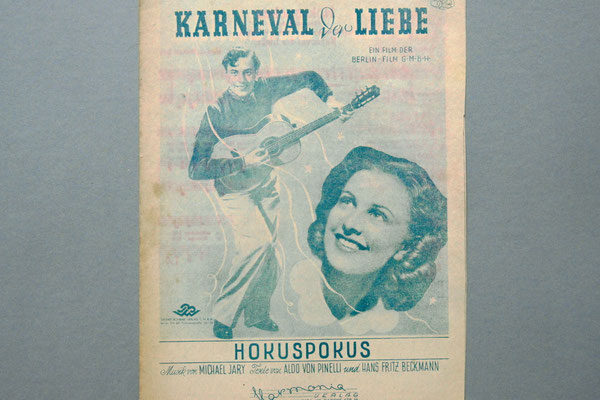 KARNEVAL der LIEBE
EIN FILM DER
BERLIN-FILM G·M·B·H·
HOKUSPOKUS
Musik von MICHAEL JARY Texte von ALDO VON PINELLI und HANS FRITZ BECKMANN
Harmonia
VERLAG